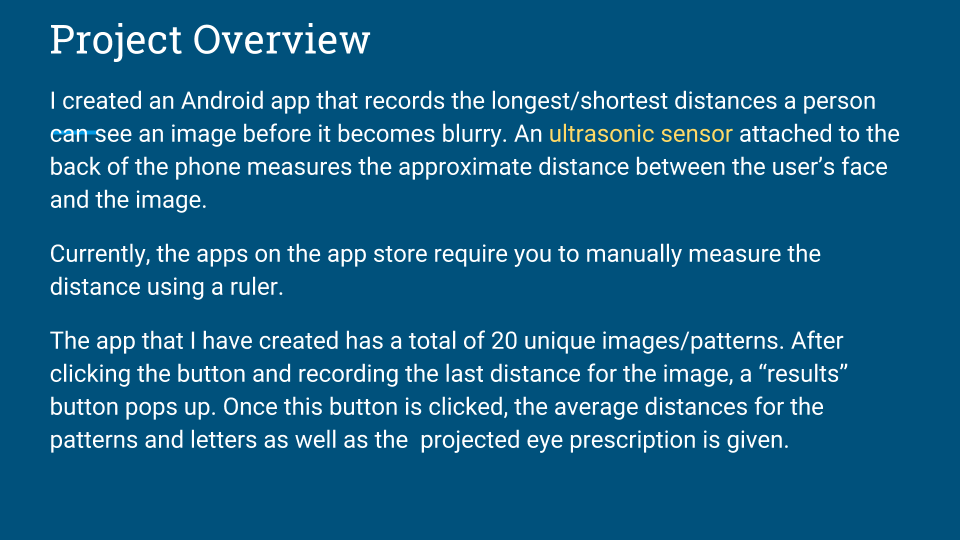 Project Overview
I created an Android app that records the longest/shortest distances a person
can see an image before it becomes blurry. An ultrasonic sensor attached to the
back of the phone measures the approximate distance between the user’s face
and the image.
Currently, the apps on the app store require you to manually measure the
distance using a ruler.
The app that I have created has a total of 20 unique images/patterns. After
clicking the button and recording the last distance for the image, a “results”
button pops up. Once this button is clicked, the average distances for the
patterns and letters as well as the  projected eye prescription is given.